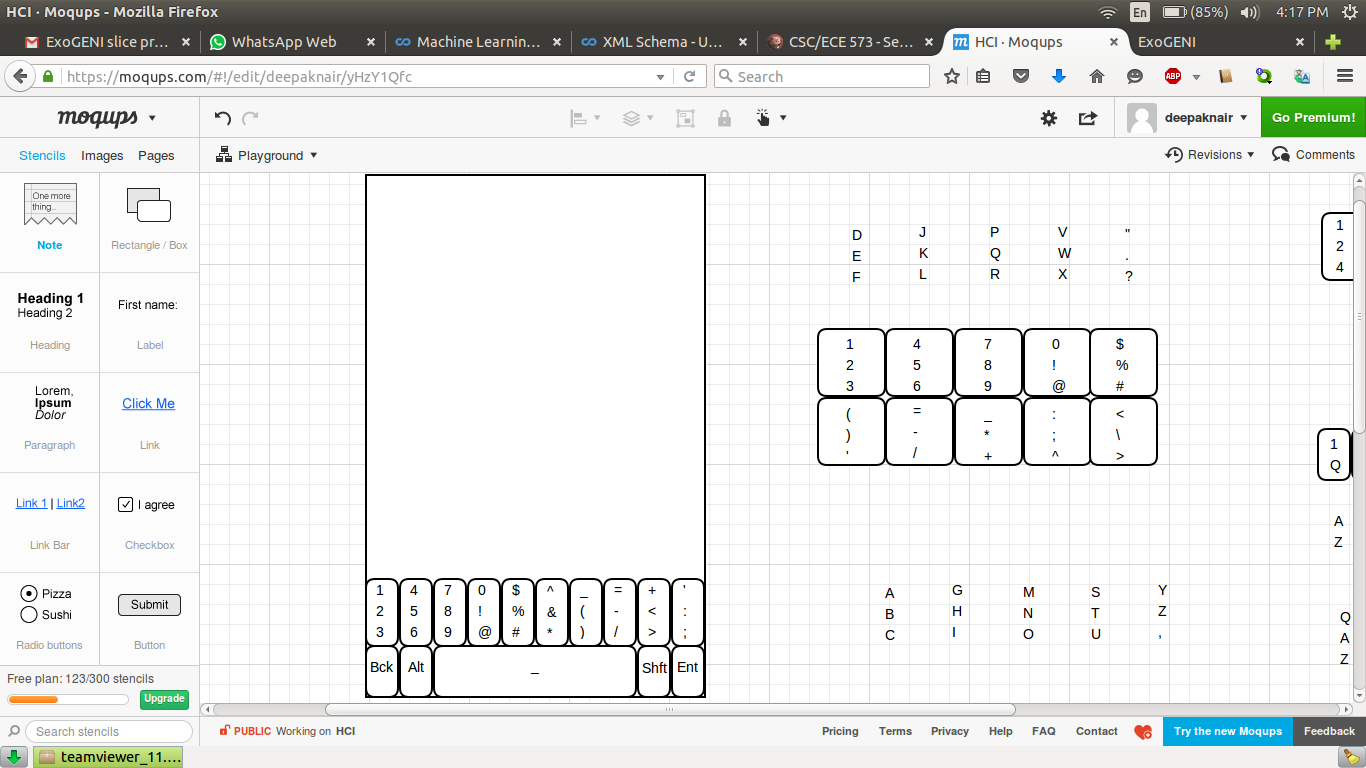 HCI · Moqups - Mozilla Firefox
En
(85%)
4:17 PM
ExoGENI slice pr... ×
WhatsApp Web ×
Machine Learnin... ×
XML Schema - U... ×
CSC/ECE 573 - Se... ×
HCI · Moqups ×
ExoGENI ×
https://moqups.com/#!/edit/deepaknair/yHzY1Qfc
Search
ABP
moqups
deepaknair
Go Premium!
Stencils Images Pages
Playground
Revisions
Comments
One more
thing..
Note
Rectangle / Box
Heading 1
Heading 2
Heading
First name:
Label
Lorem,
Ipsum
Dolor
Paragraph
Click Me
Link
Link 1 | Link2
Link Bar
I agree
Checkbox
Pizza
Sushi
Radio buttons
Submit
Button
Free plan: 123/300 stencils
Upgrade
Search stencils
D
E
F
J
K
L
P
Q
R
V
W
X
"
.
?
1
2
4
1
2
3
4
5
6
7
8
9
0
!
@
$
%
#
(
)
'
=
-
/
_
*
+
:
;
^
<
\
>
1
Q
A
Z
A
B
C
G
H
I
M
N
O
S
T
U
Y
Z
,
Q
A
Z
1
2
3
4
5
6
7
8
9
0
!
@
$
%
#
^
&
*
_
(
)
=
-
/
+
<
>
'
:
;
Bck
Alt
_
Shft
Ent
PUBLIC Working on HCI
Pricing Terms Privacy Help FAQ Contact
Try the new Moqups
Feedback
teamviewer_11....